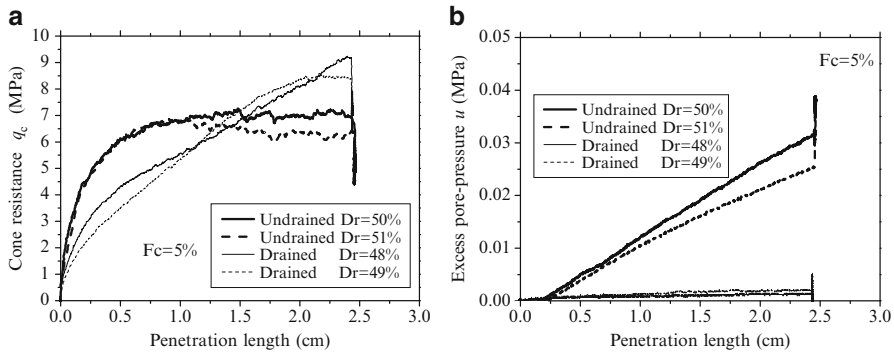 a
Cone resistance q_c (MPa)
10
9
8
7
6
5
4
3
2
1
0
0.0 0.5 1.0 1.5 2.0 2.5 3.0
Penetration length (cm)
Fc=5%
Undrained Dr=50%
Undrained Dr=51%
Drained Dr=48%
Drained Dr=49%
b
Excess pore-pressure u (MPa)
0.05
0.04
0.03
0.02
0.01
0.00
0.0 0.5 1.0 1.5 2.0 2.5 3.0
Penetration length (cm)
Fc=5%
Undrained Dr=50%
Undrained Dr=51%
Drained Dr=48%
Drained Dr=49%